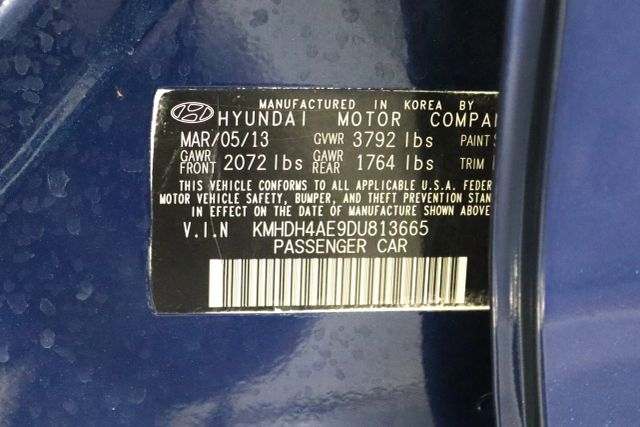 MANUFACTURED IN KOREA BY
HYUNDAI MOTOR
MAR/05/13 GVWR 3792 lbs PAINT
GAWR FRONT 2072 lbs GAWR REAR 1764 lbs TRIM
THIS VEHICLE CONFORMS TO ALL APPLICABLE U.S.A.
MOTOR VEHICLE SAFETY, BUMPER, AND THEFT PREVENTION
IN EFFECT ON THE DATE OF MANUFACTURE SHOWN ABOVE
V.I.N KMHDH4AE9DU813665
PASSENGER CAR